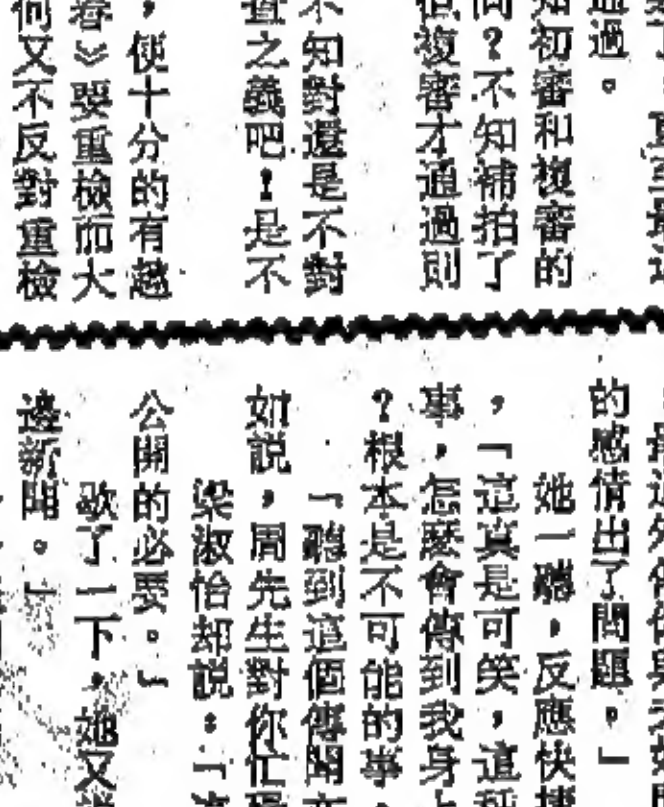 通過。
知初審和複審的
問？不知補拍了
但複審才通過則
不知對還是不對
查之義吧！是不
，便十分的有趣
春》要重檢而大
何又不反對重檢
的感情出了問題。」
她一聽，反應快捷
，「這真是可笑，這種
事，怎麼會傳到我身上
？根本是不可能的事，
「聽到這個傳聞
如說，周先生對你忙
梁淑怡却說：「
公開的必要。」
歇了一下，她又
邊新聞。」